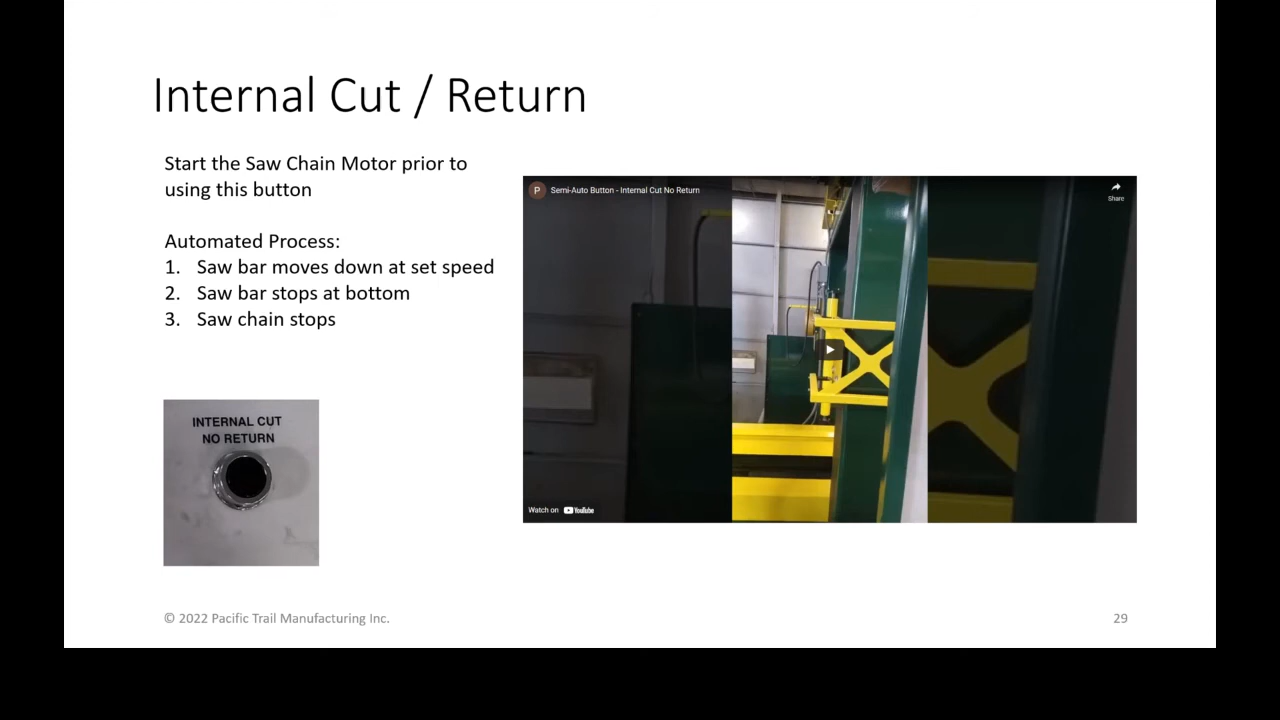 Internal Cut / Return
Start the Saw Chain Motor prior to
using this button
Automated Process:
1. Saw bar moves down at set speed
2. Saw bar stops at bottom
3. Saw chain stops
INTERNAL CUT
NO RETURN
P
Semi-Auto Button - Internal Cut No Return
Share
Watch on YouTube
© 2022 Pacific Trail Manufacturing Inc.
29